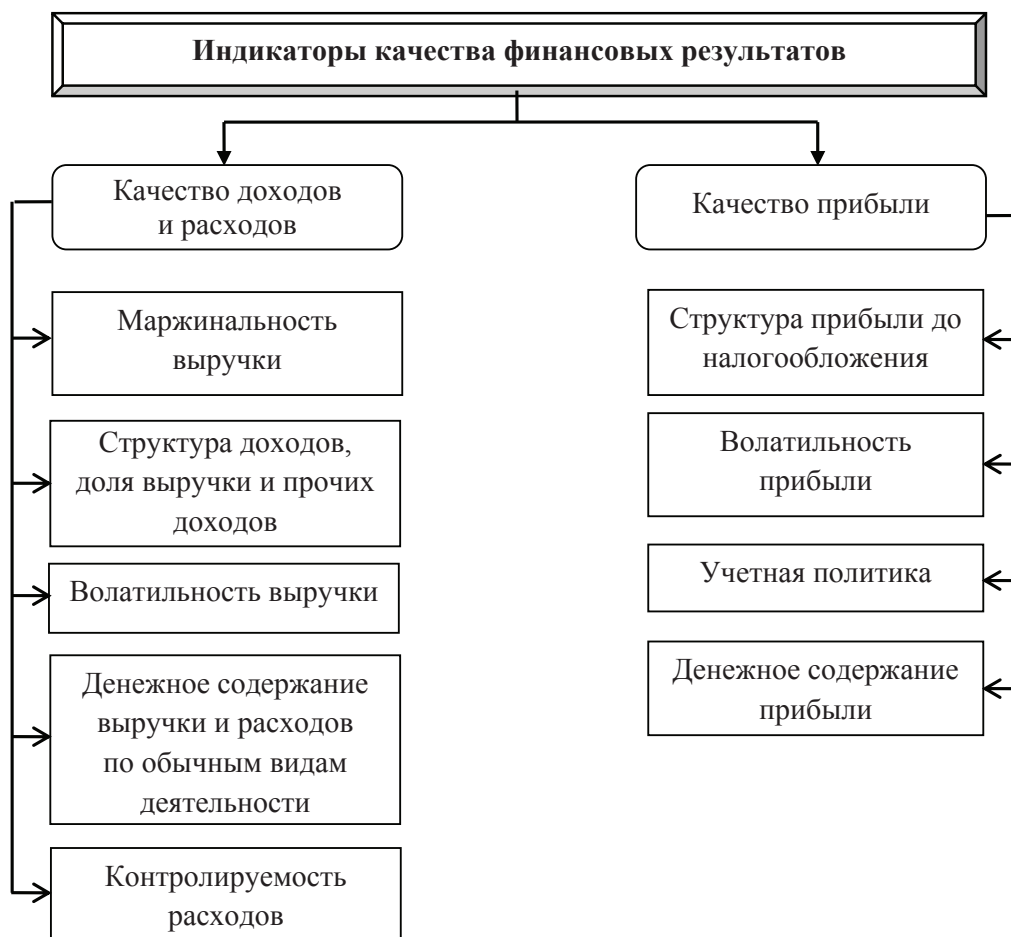 Индикаторы качества финансовых результатов
Качество доходов
и расходов
Маржинальность
выручки
Структура доходов,
доля выручки и прочих
доходов
Волатильность выручки
Денежное содержание
выручки и расходов
по обычным видам
деятельности
Контролируемость
расходов
Качество прибыли
Структура прибыли до
налогообложения
Волатильность
прибыли
Учетная политика
Денежное содержание
прибыли